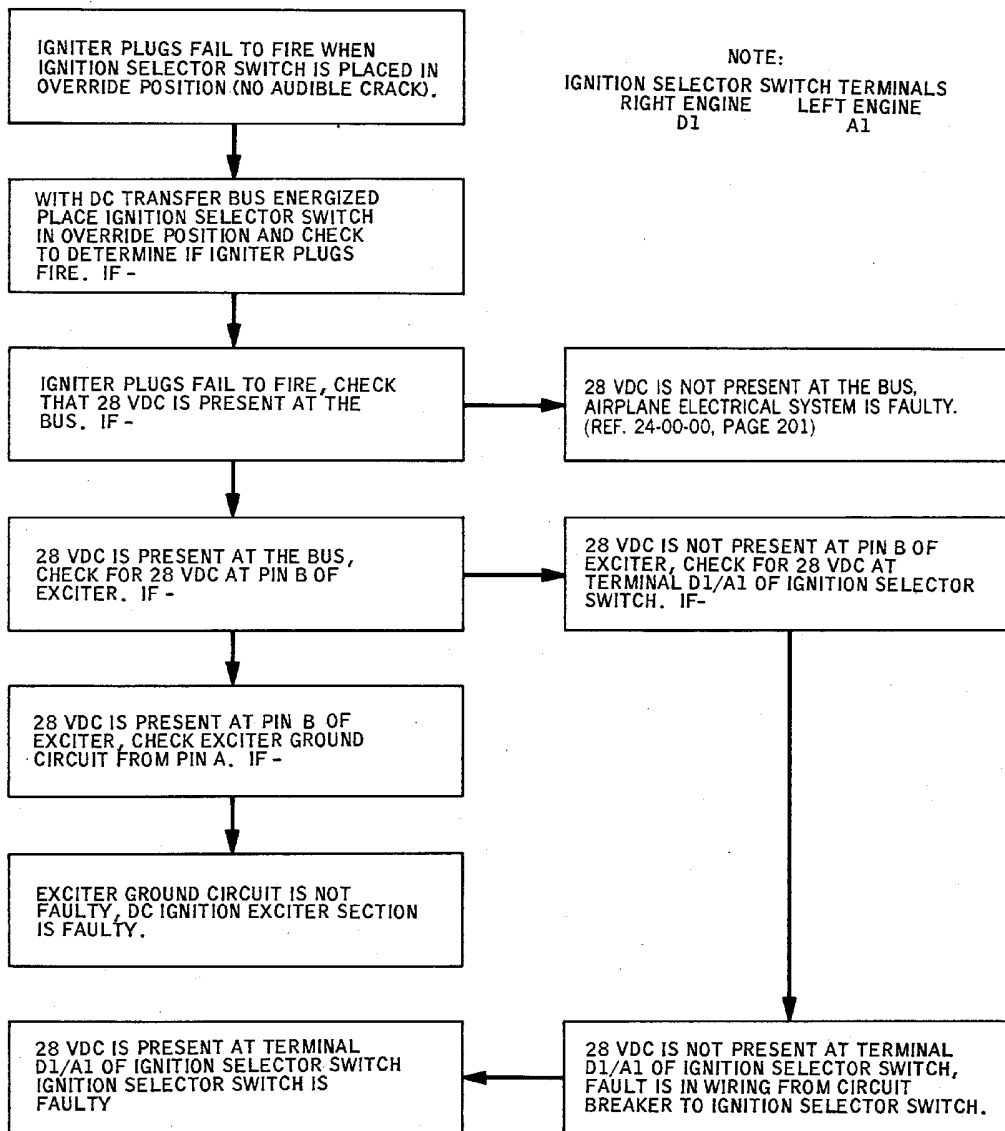 IGNITER PLUGS FAIL TO FIRE WHEN
IGNITION SELECTOR SWITCH IS PLACED IN
OVERRIDE POSITION (NO AUDIBLE CRACK).
NOTE:
IGNITION SELECTOR SWITCH TERMINALS
RIGHT ENGINE LEFT ENGINE
D1 A1
WITH DC TRANSFER BUS ENERGIZED
PLACE IGNITION SELECTOR SWITCH
IN OVERRIDE POSITION AND CHECK
TO DETERMINE IF IGNITER PLUGS
FIRE. IF -
IGNITER PLUGS FAIL TO FIRE, CHECK
THAT 28 VDC IS PRESENT AT THE
BUS. IF -
28 VDC IS NOT PRESENT AT THE BUS,
AIRPLANE ELECTRICAL SYSTEM IS FAULTY.
(REF. 24-00-00, PAGE 201)
28 VDC IS PRESENT AT THE BUS,
CHECK FOR 28 VDC AT PIN B OF
EXCITER. IF -
28 VDC IS NOT PRESENT AT PIN B OF
EXCITER, CHECK FOR 28 VDC AT
TERMINAL D1/A1 OF IGNITION SELECTOR
SWITCH. IF-
28 VDC IS PRESENT AT PIN B OF
EXCITER, CHECK EXCITER GROUND
CIRCUIT FROM PIN A. IF -
EXCITER GROUND CIRCUIT IS NOT
FAULTY, DC IGNITION EXCITER SECTION
IS FAULTY.
28 VDC IS PRESENT AT TERMINAL
D1/A1 OF IGNITION SELECTOR SWITCH
IGNITION SELECTOR SWITCH IS
FAULTY
28 VDC IS NOT PRESENT AT TERMINAL
D1/A1 OF IGNITION SELECTOR SWITCH,
FAULT IS IN WIRING FROM CIRCUIT
BREAKER TO IGNITION SELECTOR SWITCH.